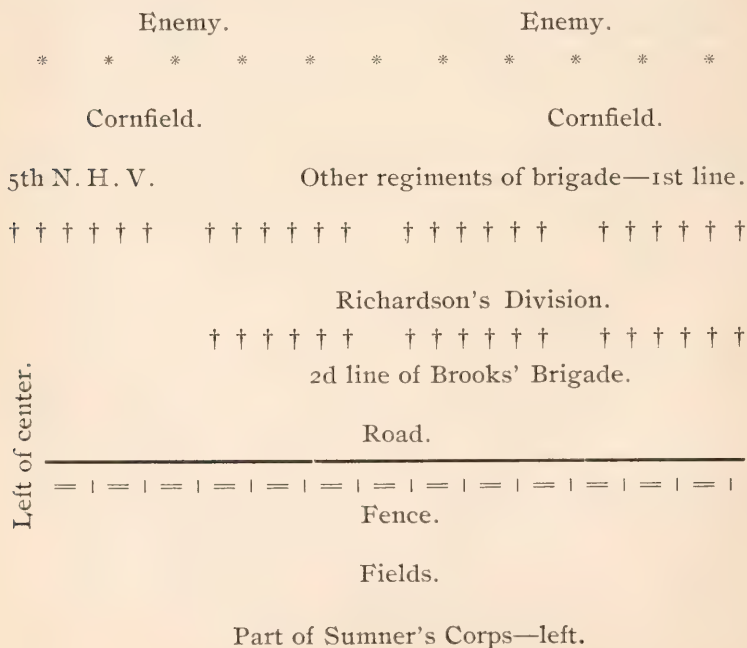 Enemy. Enemy.
* * * * * * * * * * *
Cornfield. Cornfield.
5th N. H. V. Other regiments of brigade—1st line.
† † † † † † † † † † † † † † † † † † † † † † † †
Richardson's Division.
† † † † † † † † † † † † † † † † † †
2d line of Brooks' Brigade.
Left of center.
Road.
= | = | = | = | = | = | = | = | = | = | = | = | = |
Fence.
Fields.
Part of Sumner's Corps—left.